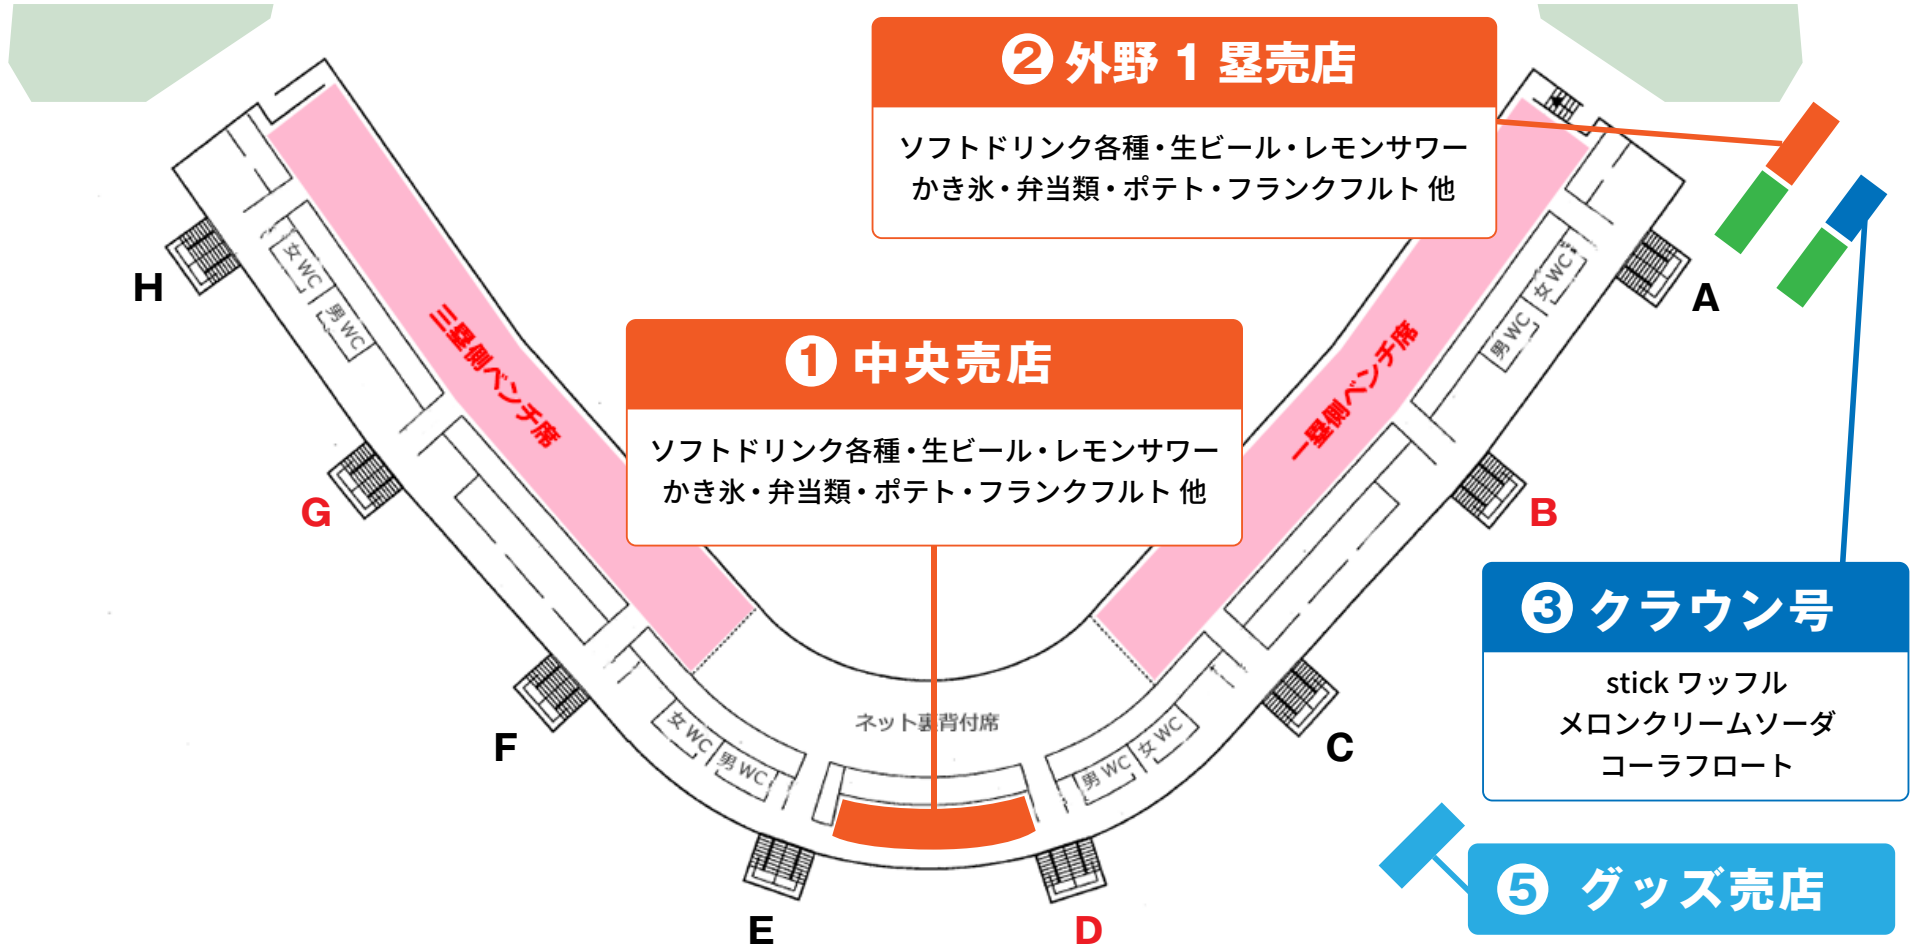 ❷ 外野 1 塁売店
ソフトドリンク各種・生ビール・レモンサワー
かき氷・弁当類・ポテト・フランクフルト 他
❶ 中央売店
ソフトドリンク各種・生ビール・レモンサワー
かき氷・弁当類・ポテト・フランクフルト 他
❸ クラウン号
stick ワッフル
メロンクリームソーダ
コーラフロート
❺ グッズ売店
三塁側ベンチ席
一塁側ベンチ席
ネット裏背付席
女 WC
男 WC
女 WC
男 WC
男 WC
女 WC
男 WC
女 WC
H
G
F
E
D
C
B
A